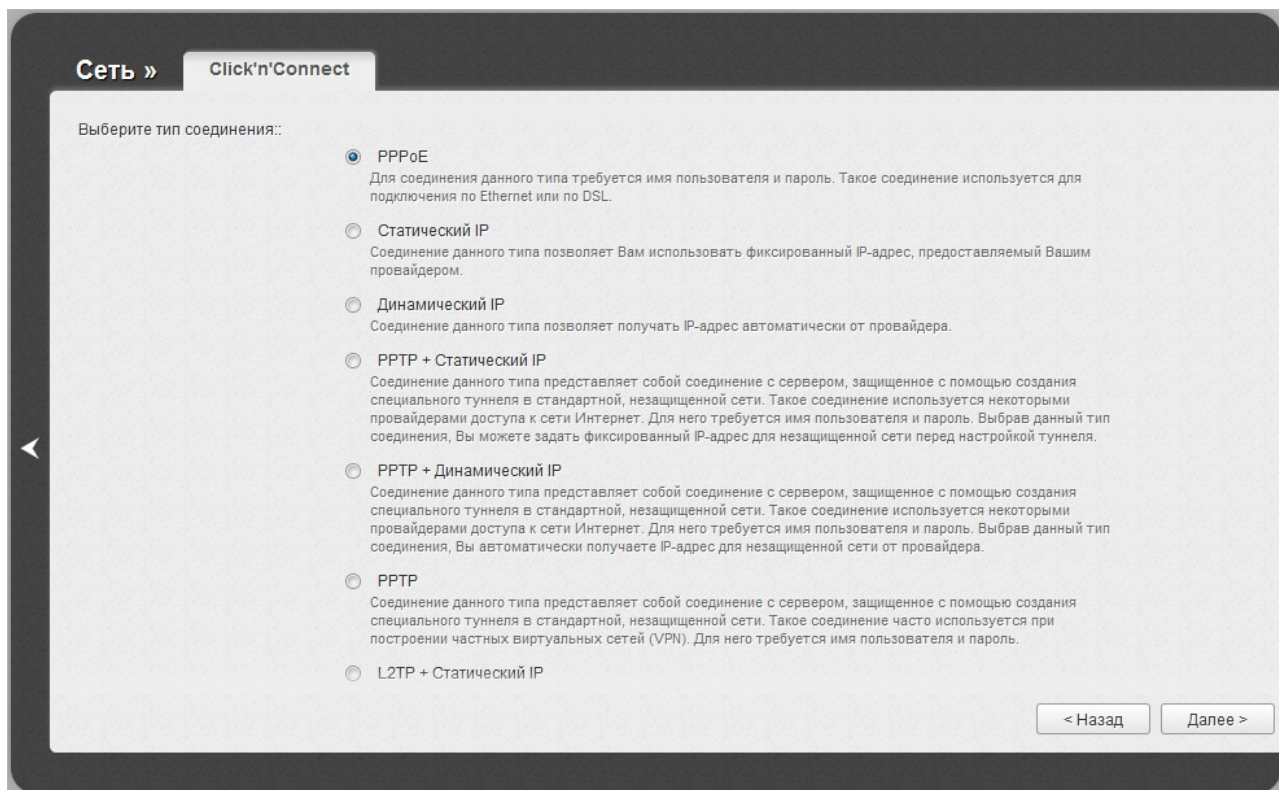 Сеть »
Click'n'Connect
Выберите тип соединения::
PPPoE
Для соединения данного типа требуется имя пользователя и пароль. Такое соединение используется для
подключения по Ethernet или по DSL.
Статический IP
Соединение данного типа позволяет Вам использовать фиксированный IP-адрес, предоставляемый Вашим
провайдером.
Динамический IP
Соединение данного типа позволяет получать IP-адрес автоматически от провайдера.
PPTP + Статический IP
Соединение данного типа представляет собой соединение с сервером, защищенное с помощью создания
специального туннеля в стандартной, незащищенной сети. Такое соединение используется некоторыми
провайдерами доступа к сети Интернет. Для него требуется имя пользователя и пароль. Выбрав данный тип
соединения, Вы можете задать фиксированный IP-адрес для незащищенной сети перед настройкой туннеля.
PPTP + Динамический IP
Соединение данного типа представляет собой соединение с сервером, защищенное с помощью создания
специального туннеля в стандартной, незащищенной сети. Такое соединение используется некоторыми
провайдерами доступа к сети Интернет. Для него требуется имя пользователя и пароль. Выбрав данный тип
соединения, Вы автоматически получаете IP-адрес для незащищенной сети от провайдера.
PPTP
Соединение данного типа представляет собой соединение с сервером, защищенное с помощью создания
специального туннеля в стандартной, незащищенной сети. Такое соединение часто используется при
построении частных виртуальных сетей (VPN). Для него требуется имя пользователя и пароль.
L2TP + Статический IP
< Назад
Далее >